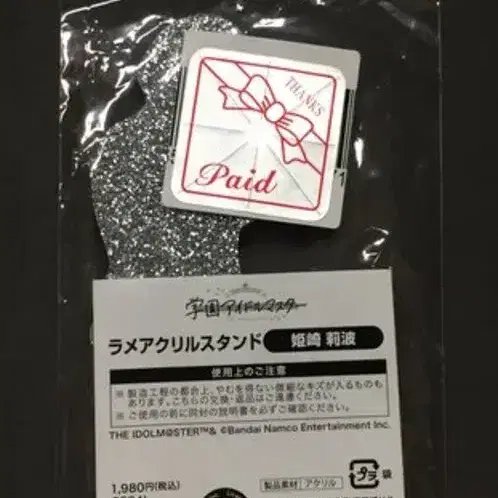 THANKS
Paid
学園アイドルマスター
ラメアクリルスタンド 姫崎 莉波
使用上のご注意
※製造工程の都合上、やむを得ない微細なキズが入るものも
あります。こちらの交換・返品はご遠慮ください。
※ご使用の前に同封の説明書を必ずご確認ください。
THE IDOLM@STER™& ©Bandai Namco Entertainment Inc.
1,980円(税込)
製品素材 アクリル
プラ 袋